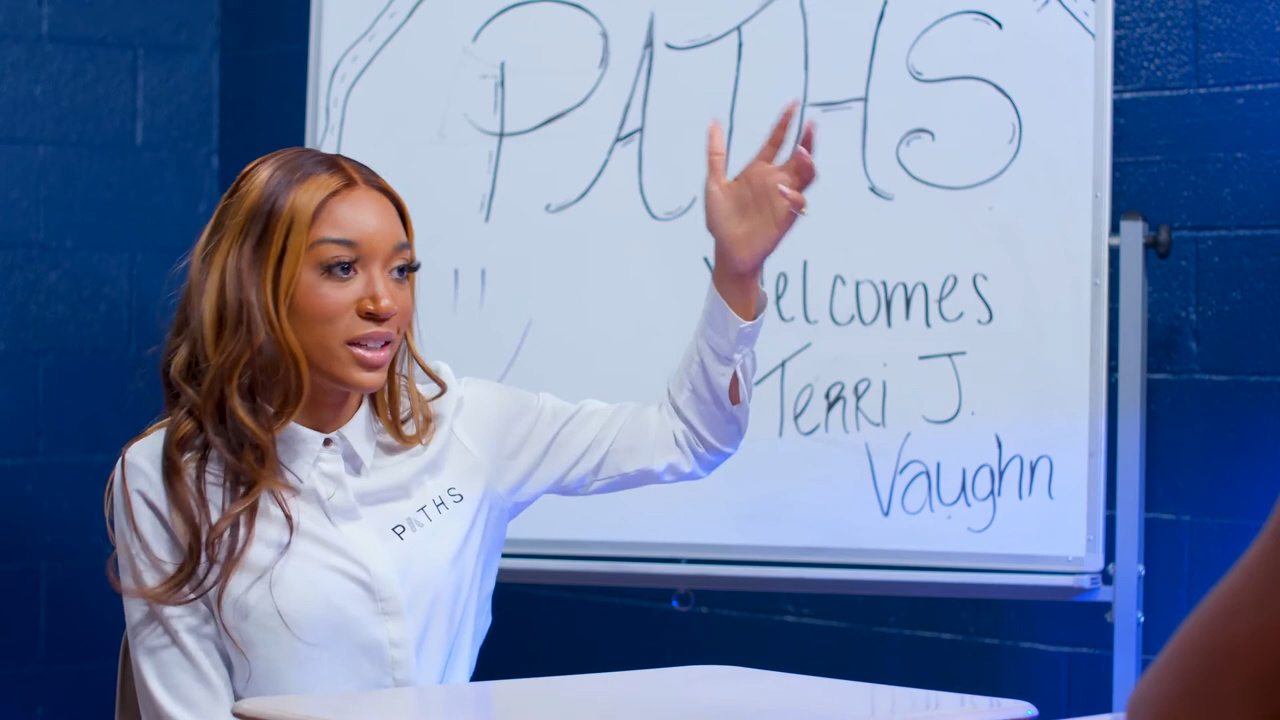 PATHS
Welcomes
Terri J.
Vaughn
PATHS